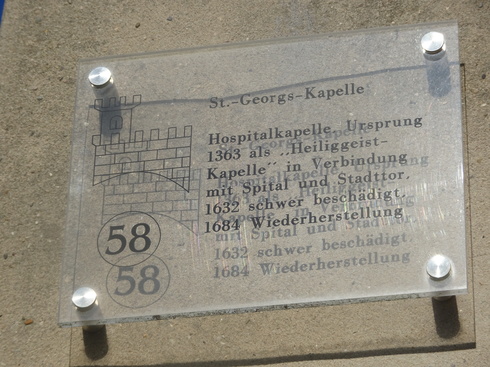 St.-Georgs-Kapelle
Hospitalkapelle, Ursprung
1363 als „Heiliggeist-
Kapelle" in Verbindung
mit Spital und Stadttor.
1632 schwer beschädigt,
1684 Wiederherstellung
58